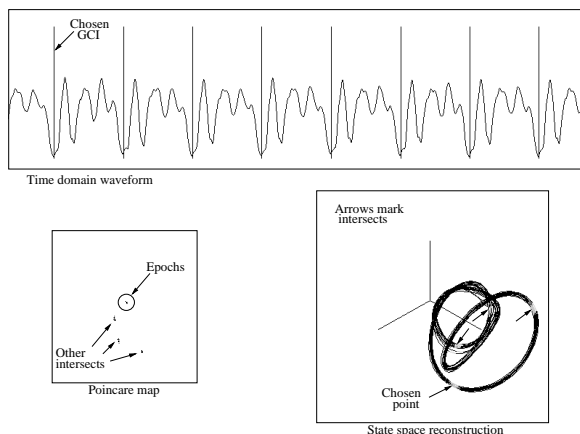 Chosen
GCI
Time domain waveform
Arrows mark
intersects
Epochs
Other
intersects
Poincare map
Chosen
point
State space reconstruction